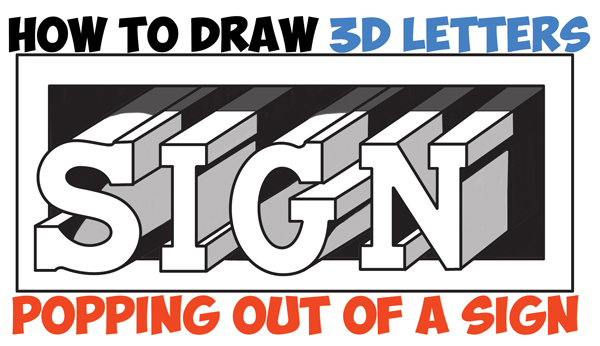 HOW TO DRAW 3D LETTERS
SIGN
POPPING OUT OF A SIGN